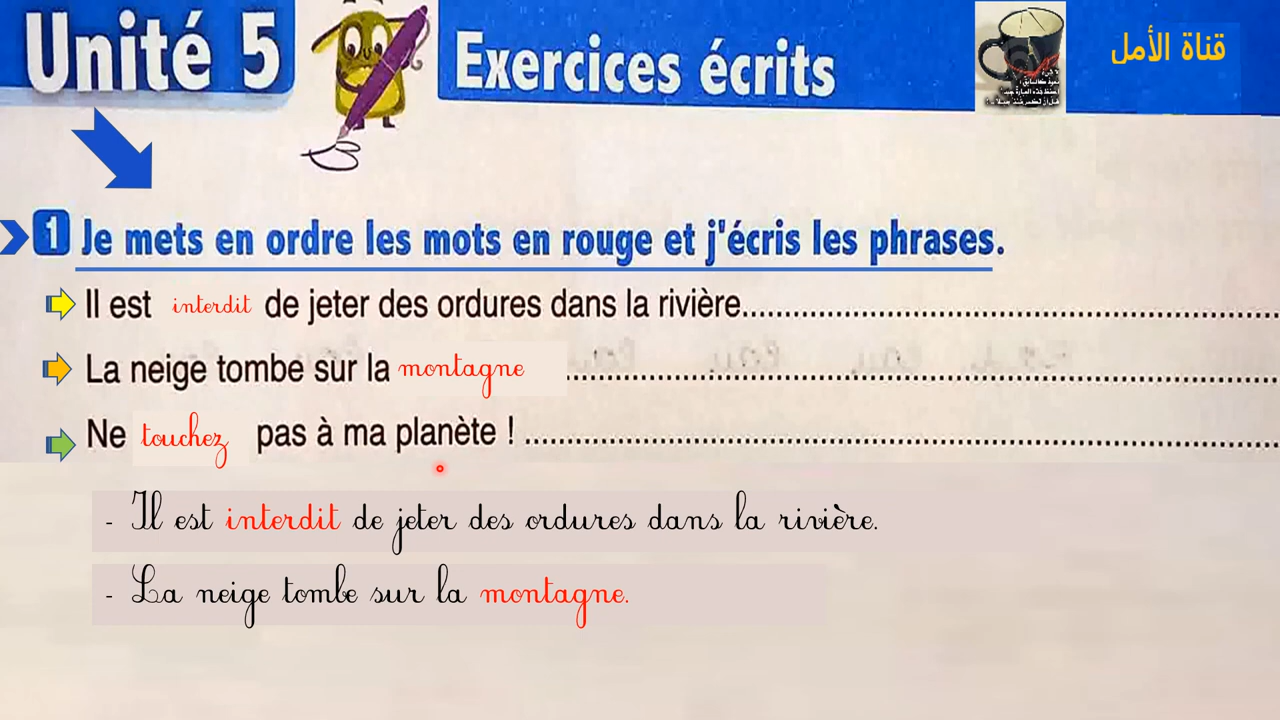 Unité 5
Exercices écrits
قناة الأمل
1 Je mets en ordre les mots en rouge et j'écris les phrases.
Il est interdit de jeter des ordures dans la rivière...
La neige tombe sur la montagne ...
Ne touchez pas à ma planète ! ...
- Il est interdit de jeter des ordures dans la rivière.
- La neige tombe sur la montagne.